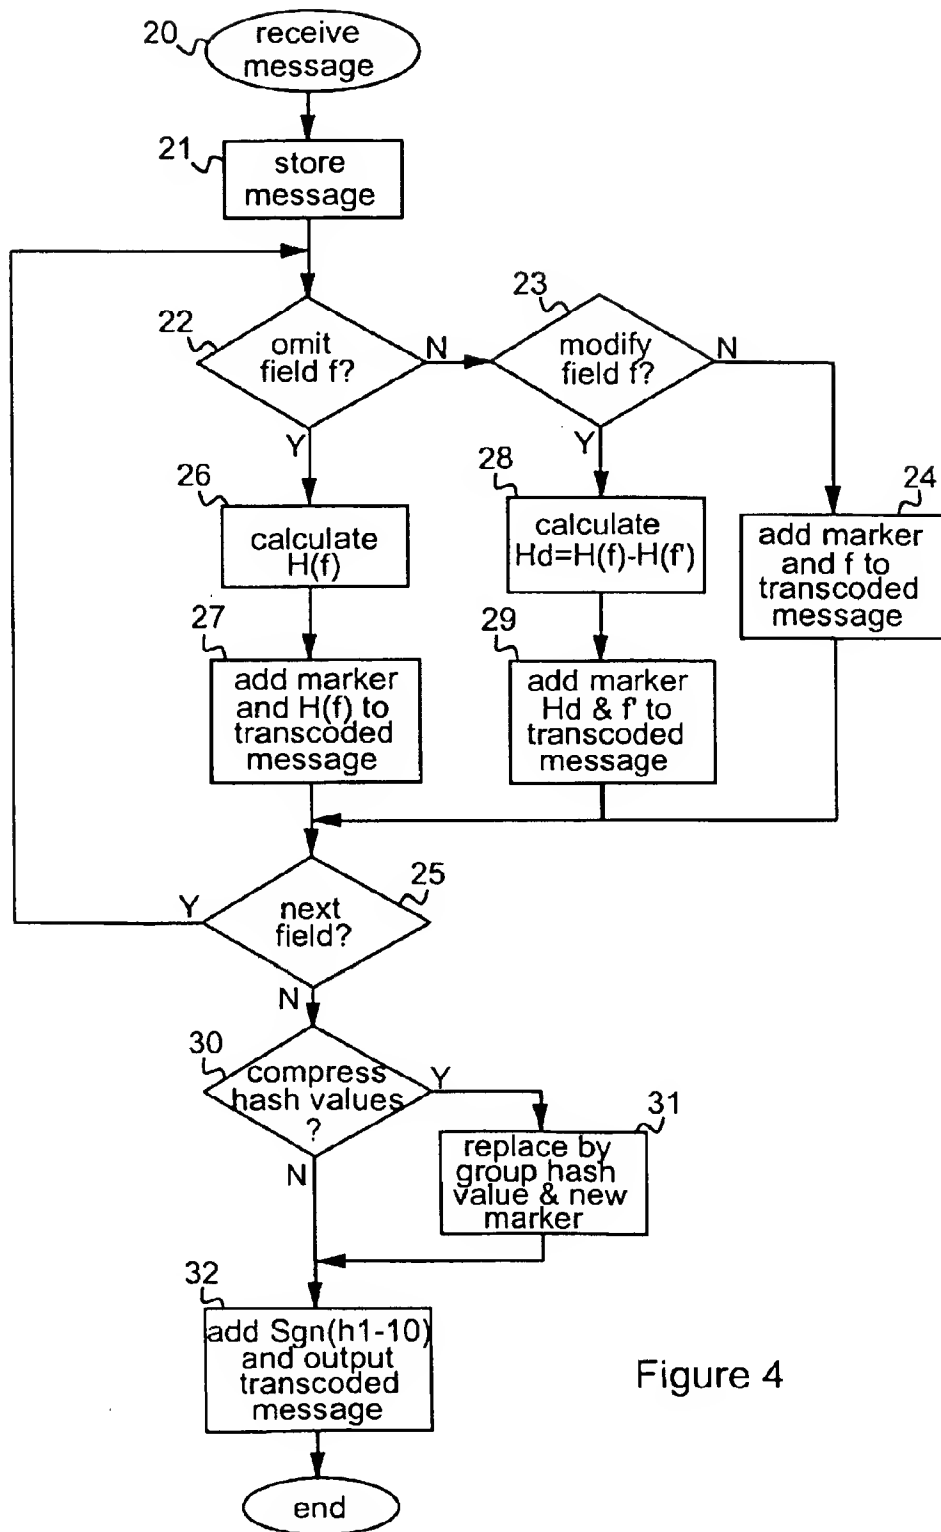 20
receive
message
21
store
message
22
omit
field f?
N
Y
23
modify
field f?
N
Y
26
calculate
H(f)
28
calculate
Hd=H(f)-H(f')
24
add marker
and f to
transcoded
message
27
add marker
and H(f) to
transcoded
message
29
add marker
Hd & f' to
transcoded
message
25
next
field?
Y
N
30
compress
hash values
?
Y
N
31
replace by
group hash
value & new
marker
32
add Sgn(h1-10)
and output
transcoded
message
end
Figure 4